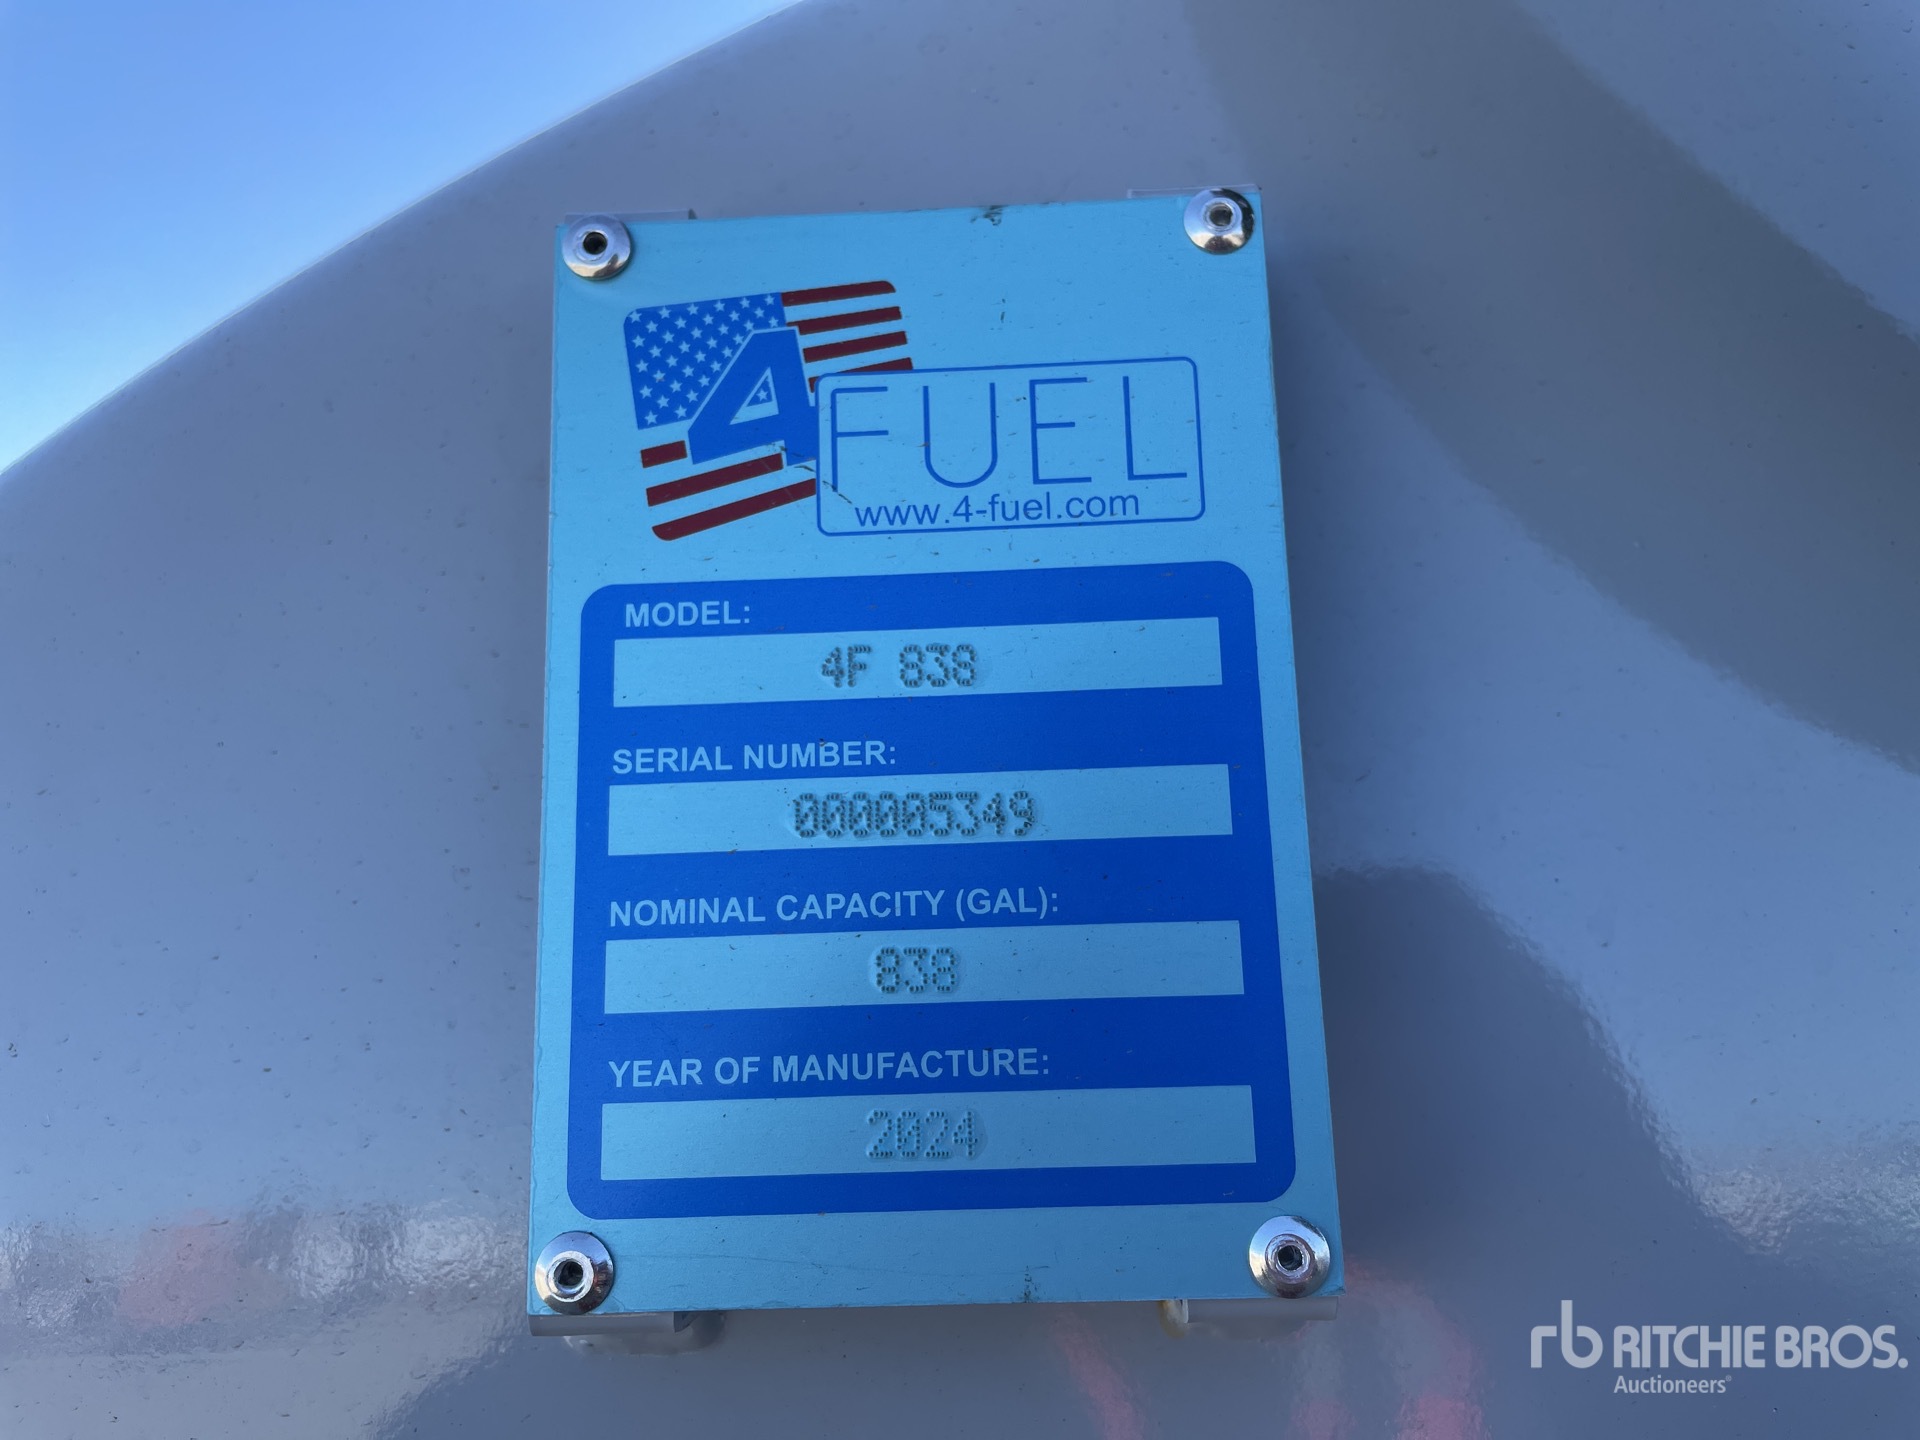 4
FUEL
www.4-fuel.com
MODEL:
4F 838
SERIAL NUMBER:
000005349
NOMINAL CAPACITY (GAL):
838
YEAR OF MANUFACTURE:
2024
rb RITCHIE BROS.
Auctioneers®